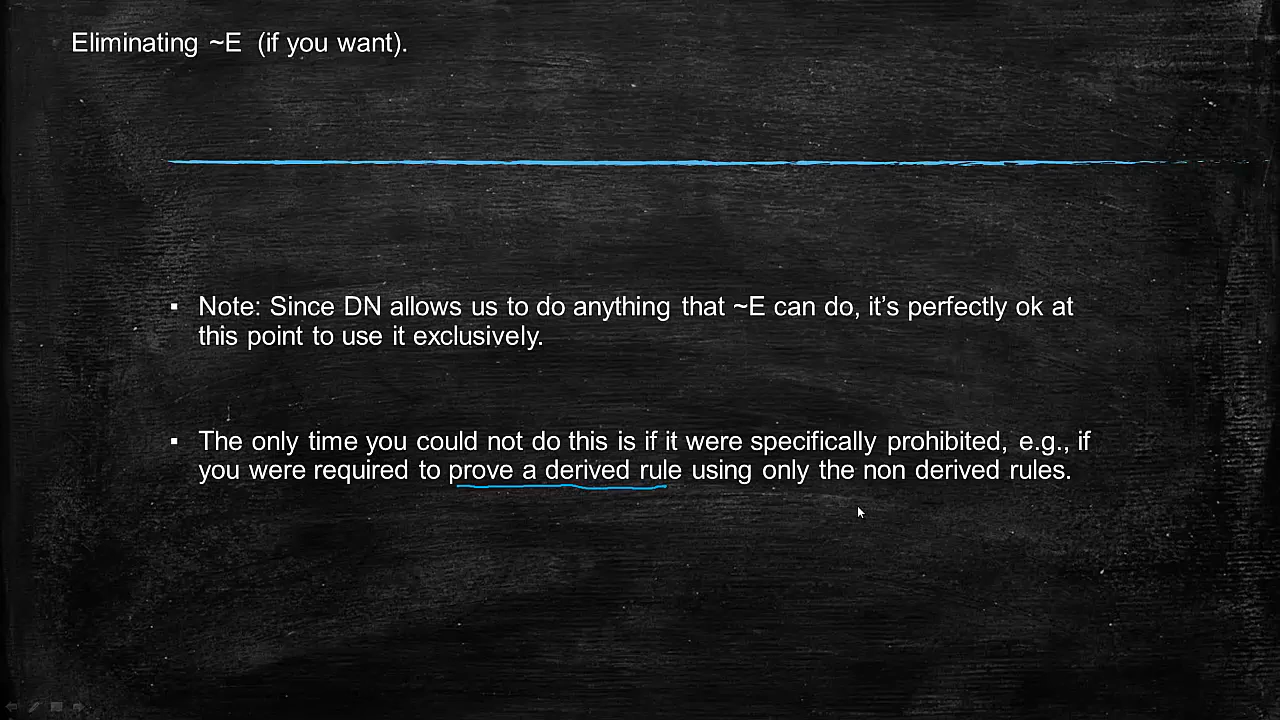 Eliminating ~E (if you want).
▪ Note: Since DN allows us to do anything that ~E can do, it’s perfectly ok at
this point to use it exclusively.
▪ The only time you could not do this is if it were specifically prohibited, e.g., if
you were required to prove a derived rule using only the non derived rules.